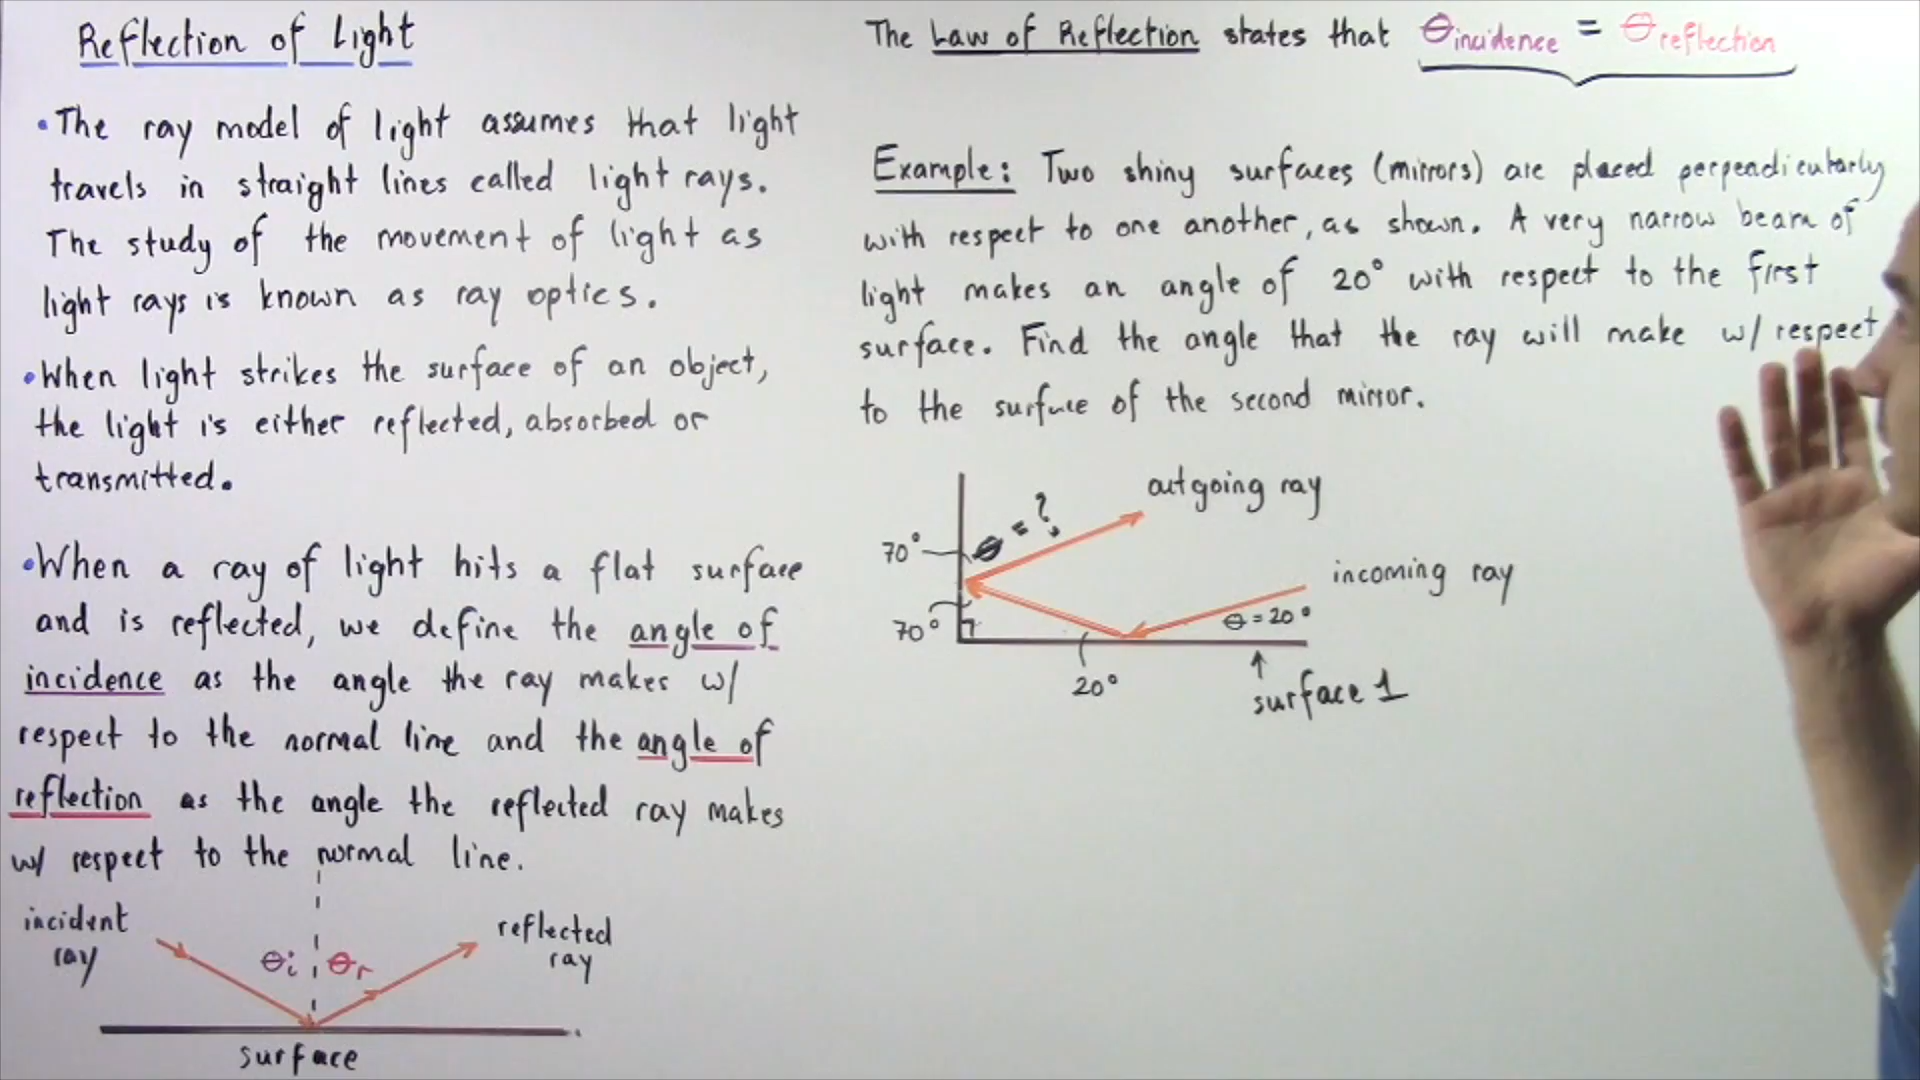 Reflection of Light
• The ray model of light assumes that light
travels in straight lines called light rays.
The study of the movement of light as
light rays is known as ray optics.
• When light strikes the surface of an object,
the light is either reflected, absorbed or
transmitted.
• When a ray of light hits a flat surface
and is reflected, we define the angle of
incidence as the angle the ray makes w/
respect to the normal line and the angle of
reflection as the angle the reflected ray makes
w/ respect to the normal line.
incident
ray
θi
θr
reflected
ray
surface
The Law of Reflection states that θincidence = θreflection
Example: Two shiny surfaces (mirrors) are placed perpendicularly
with respect to one another, as shown. A very narrow beam of
light makes an angle of 20° with respect to the first
surface. Find the angle that the ray will make w/ respect
to the surface of the second mirror.
outgoing ray
θ = ?
70°
incoming ray
θ = 20°
70°
20°
surface 1